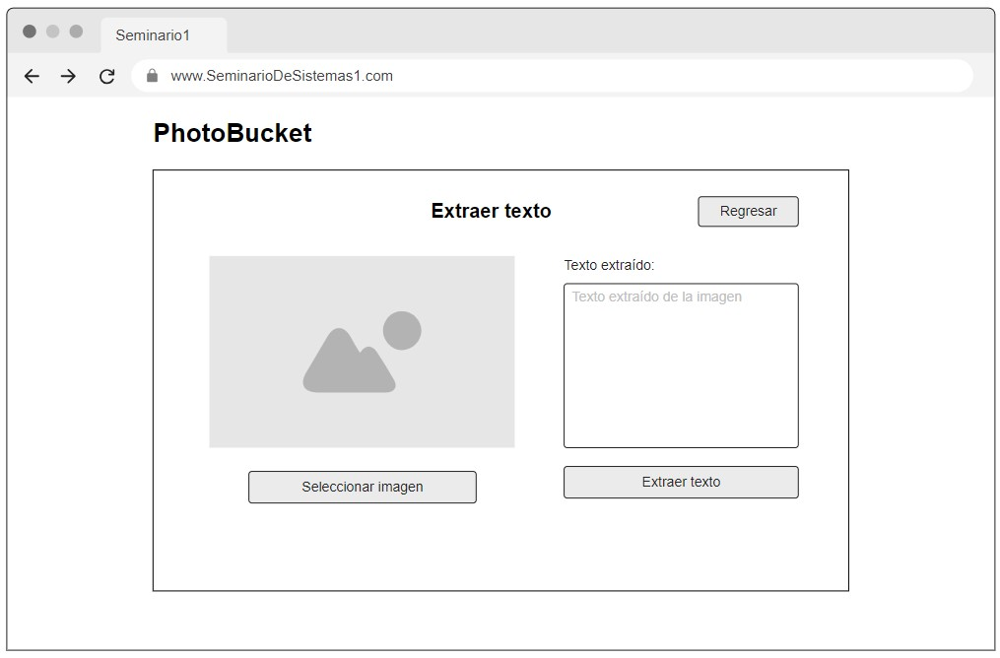 Seminario1
www.SeminarioDeSistemas1.com
PhotoBucket
Extraer texto
Regresar
Texto extraído:
Texto extraído de la imagen
Seleccionar imagen
Extraer texto